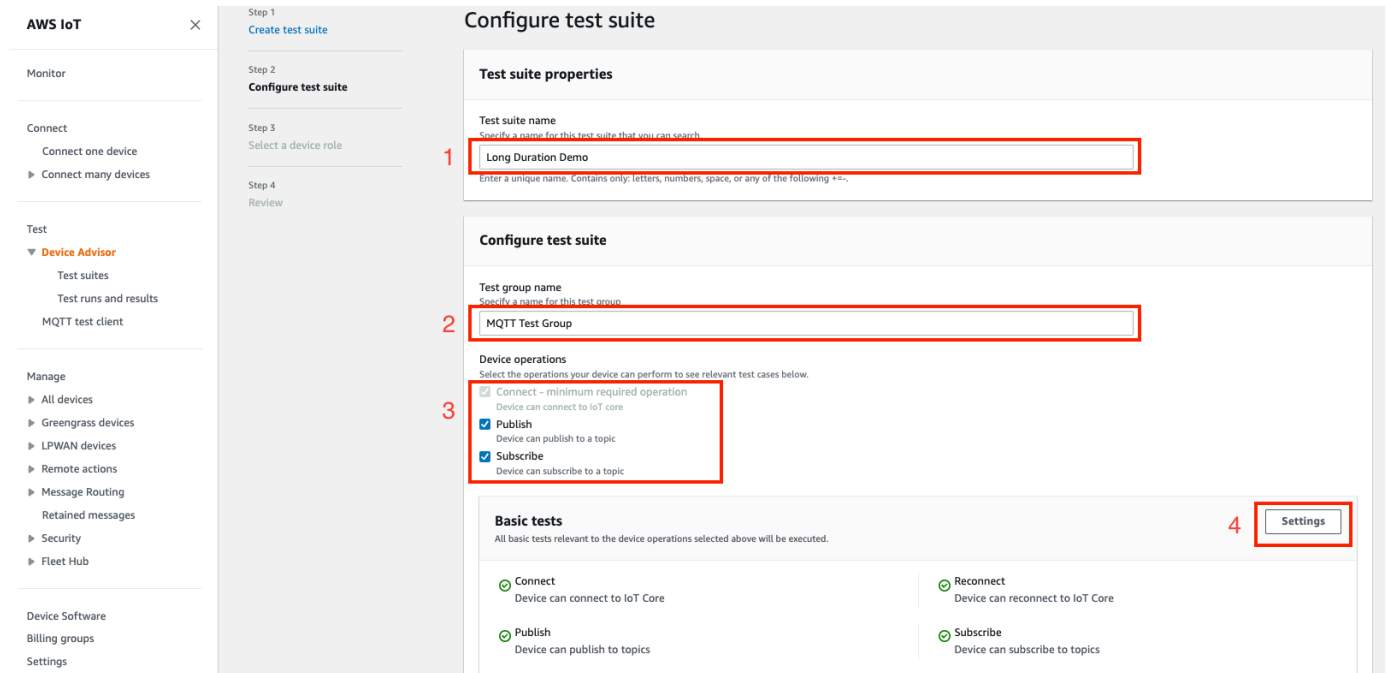 AWS IoT
Monitor
Connect
Connect one device
Connect many devices
Test
Device Advisor
Test suites
Test runs and results
MQTT test client
Manage
All devices
Greengrass devices
LPWAN devices
Remote actions
Message Routing
Retained messages
Security
Fleet Hub
Device Software
Billing groups
Settings
Step 1
Create test suite
Step 2
Configure test suite
Step 3
Select a device role
Step 4
Review
Configure test suite
Test suite properties
Test suite name
Specify a name for this test suite that you can search
1
Long Duration Demo
Enter a unique name. Contains only: letters, numbers, space, or any of the following +=-.
Configure test suite
Test group name
Specify a name for this test group
2
MQTT Test Group
Device operations
Select the operations your device can perform to see relevant test cases below.
3
Connect - minimum required operation
Device can connect to IoT core
Publish
Device can publish to a topic
Subscribe
Device can subscribe to a topic
Basic tests
All basic tests relevant to the device operations selected above will be executed.
4
Settings
Connect
Device can connect to IoT Core
Reconnect
Device can reconnect to IoT Core
Publish
Device can publish to topics
Subscribe
Device can subscribe to topics